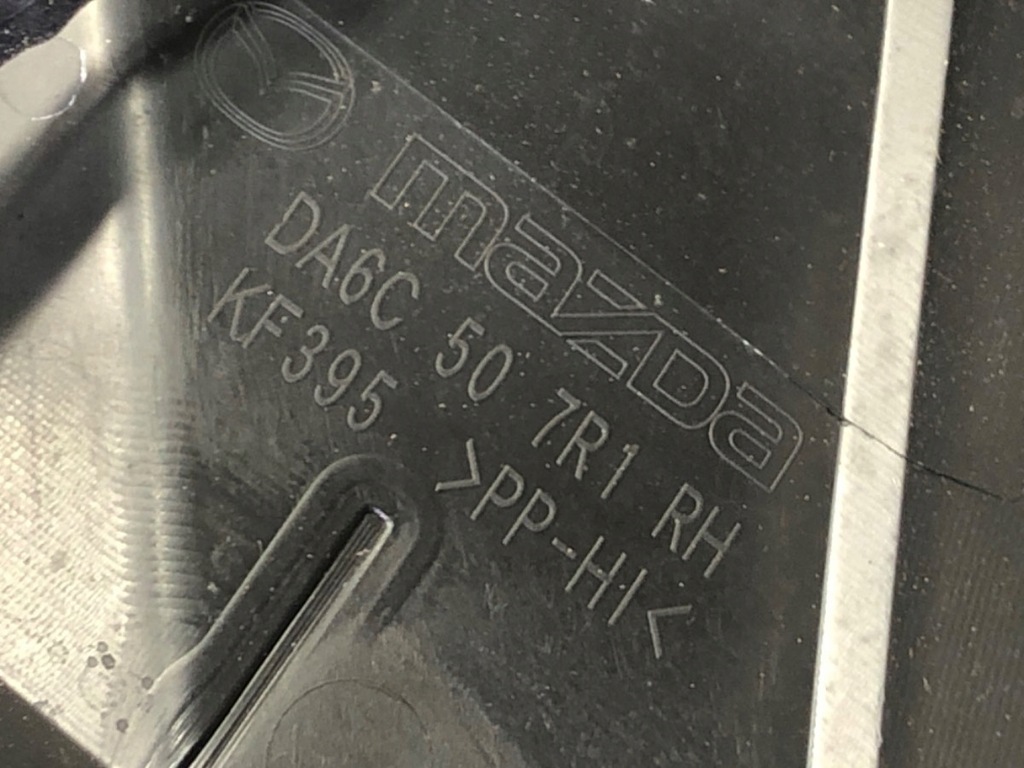 mazda
DA6C 50 7R1 RH
KF395 >PP-HI<